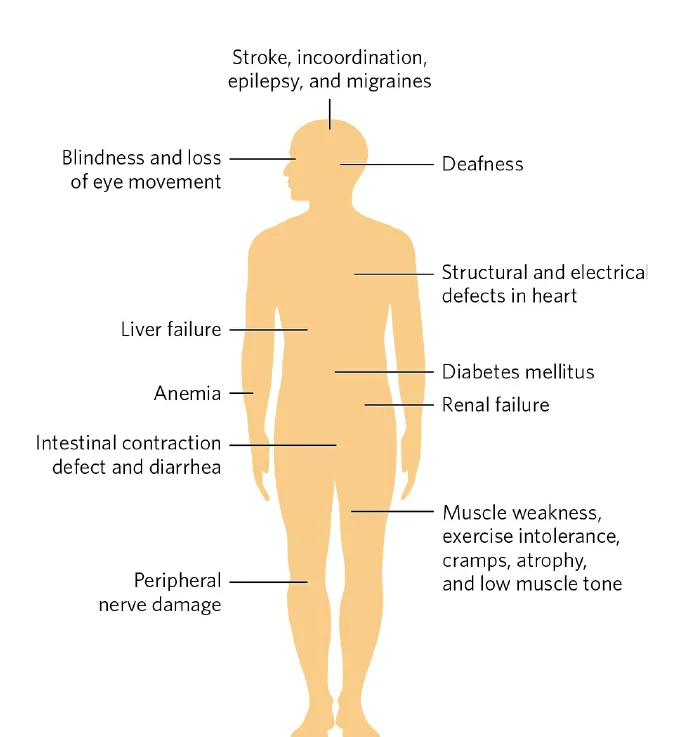 Stroke, incoordination,
epilepsy, and migraines
Blindness and loss
of eye movement
Deafness
Structural and electrical
defects in heart
Liver failure
Diabetes mellitus
Anemia
Renal failure
Intestinal contraction
defect and diarrhea
Muscle weakness,
exercise intolerance,
cramps, atrophy,
and low muscle tone
Peripheral
nerve damage